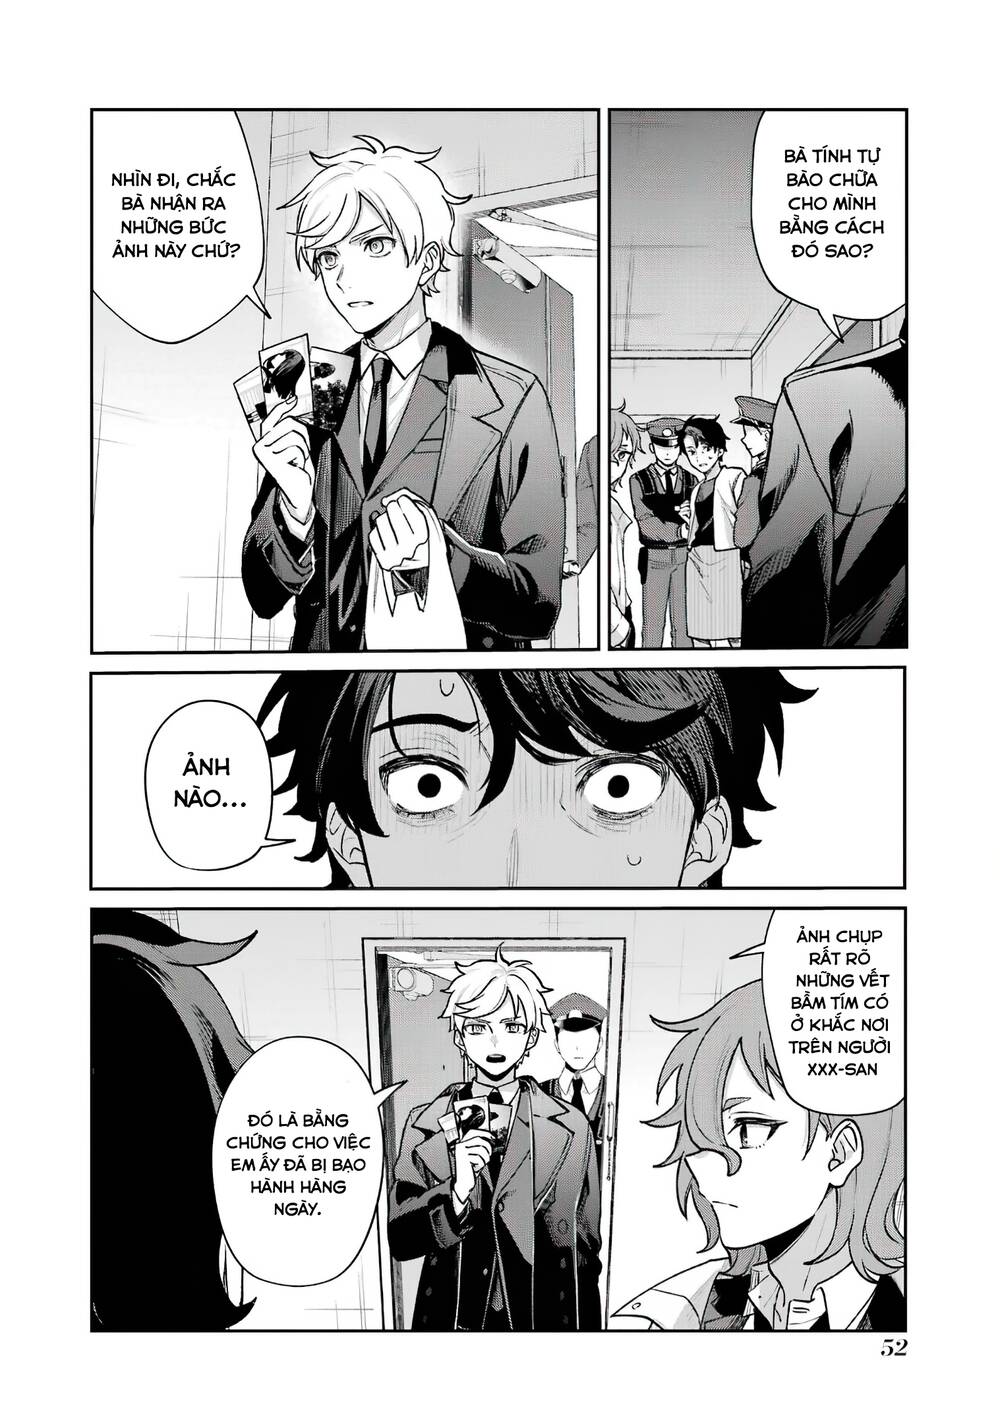 BÀ TÍNH TỰ
BÀO CHỮA
CHO MÌNH
BẰNG CÁCH
ĐÓ SAO?
NHÌN ĐI, CHẮC
BÀ NHẬN RA
NHỮNG BỨC
ẢNH NÀY CHỨ?
ẢNH
NÀO...
ẢNH CHỤP
RẤT RÕ
NHỮNG VẾT
BẦM TÍM CÓ
Ở KHẮC NƠI
TRÊN NGƯỜI
XXX-SAN
ĐÓ LÀ BẰNG
CHỨNG CHO VIỆC
EM ẤY ĐÃ BỊ BẠO
HÀNH HÀNG
NGÀY.
52